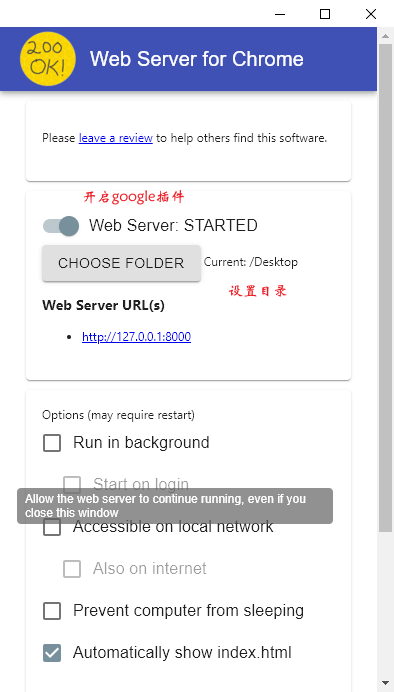 200
OK!
Web Server for Chrome
Please leave a review to help others find this software.
开启google插件
Web Server: STARTED
CHOOSE FOLDER
Current: /Desktop
设置目录
Web Server URL(s)
http://127.0.0.1:8000
Options (may require restart)
Run in background
Start on login
Allow the web server to continue running, even if you
close this window
Accessible on local network
Also on internet
Prevent computer from sleeping
Automatically show index.html